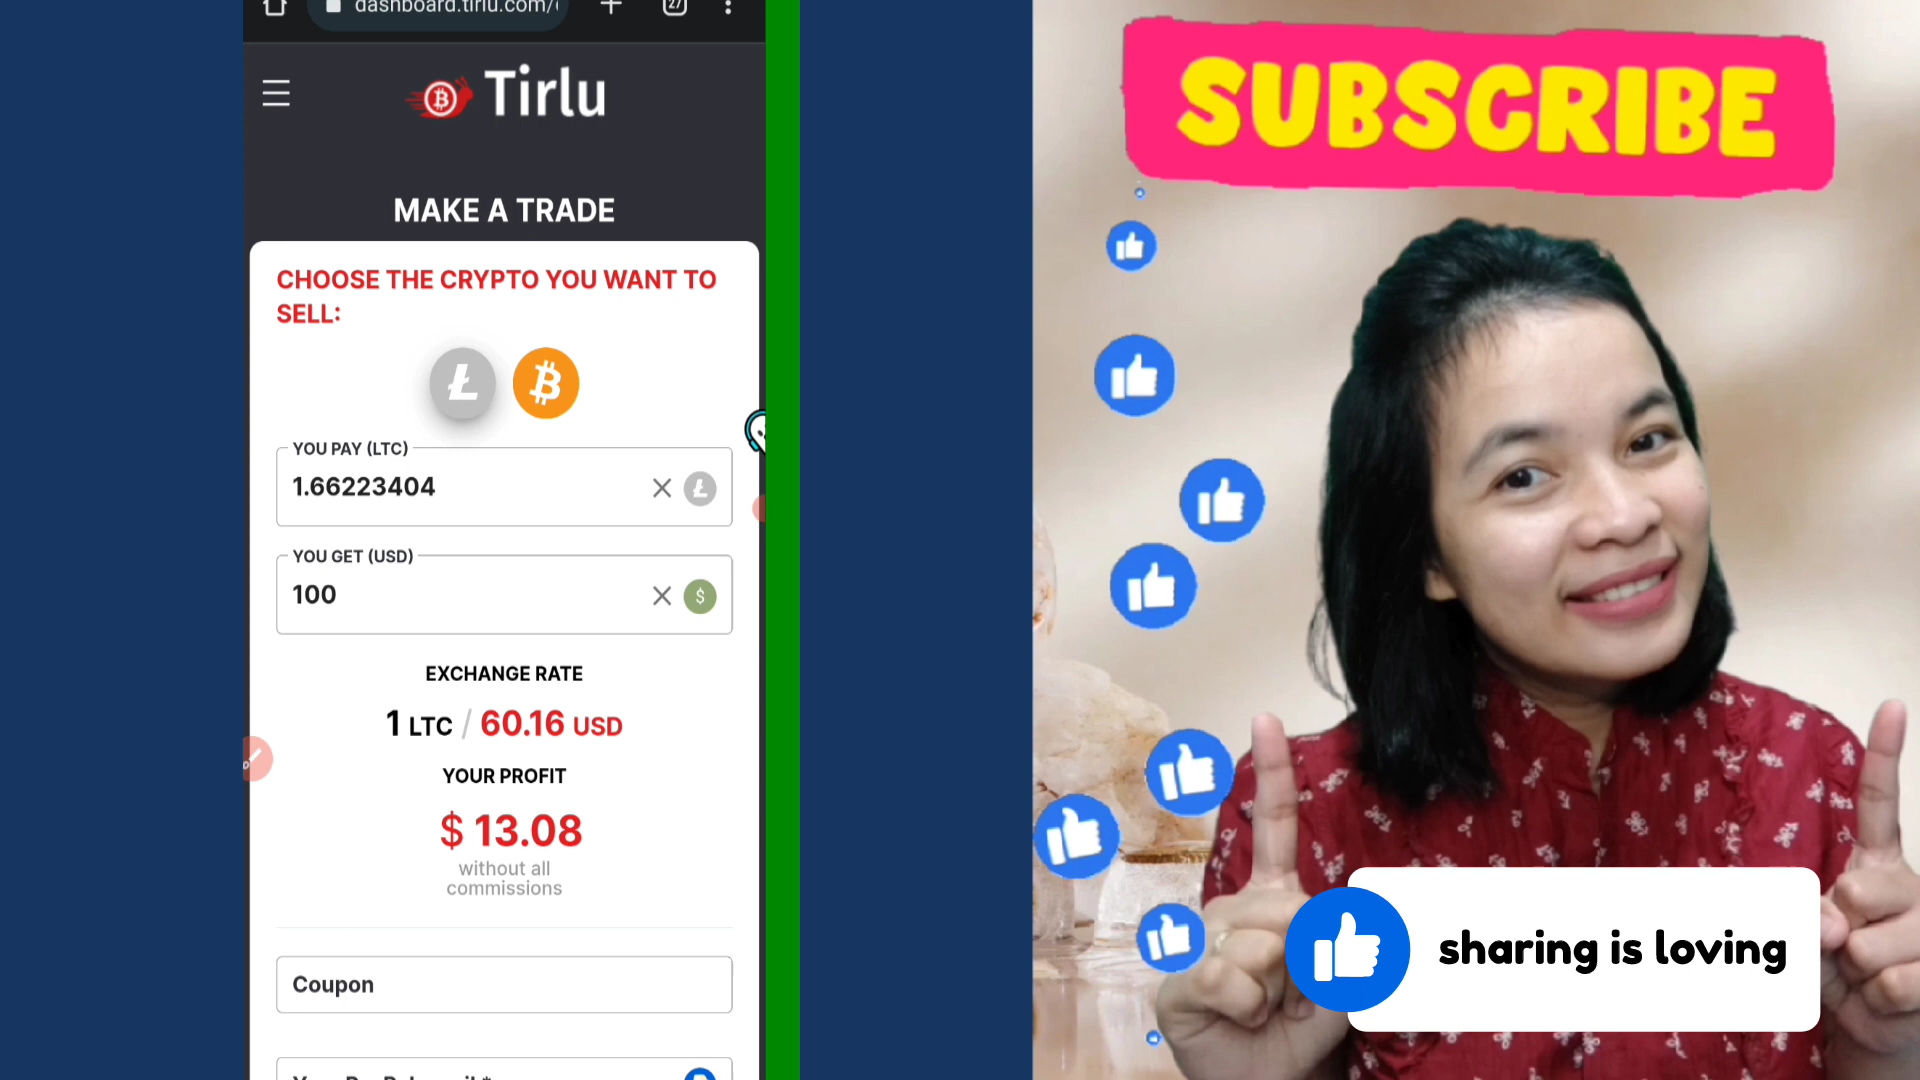 dashboard.tirlu.com/
27
Tirlu
MAKE A TRADE
CHOOSE THE CRYPTO YOU WANT TO
SELL:
YOU PAY (LTC)
1.66223404
YOU GET (USD)
100
$
EXCHANGE RATE
1 LTC / 60.16 USD
YOUR PROFIT
$ 13.08
without all
commissions
Coupon
SUBSCRIBE
sharing is loving